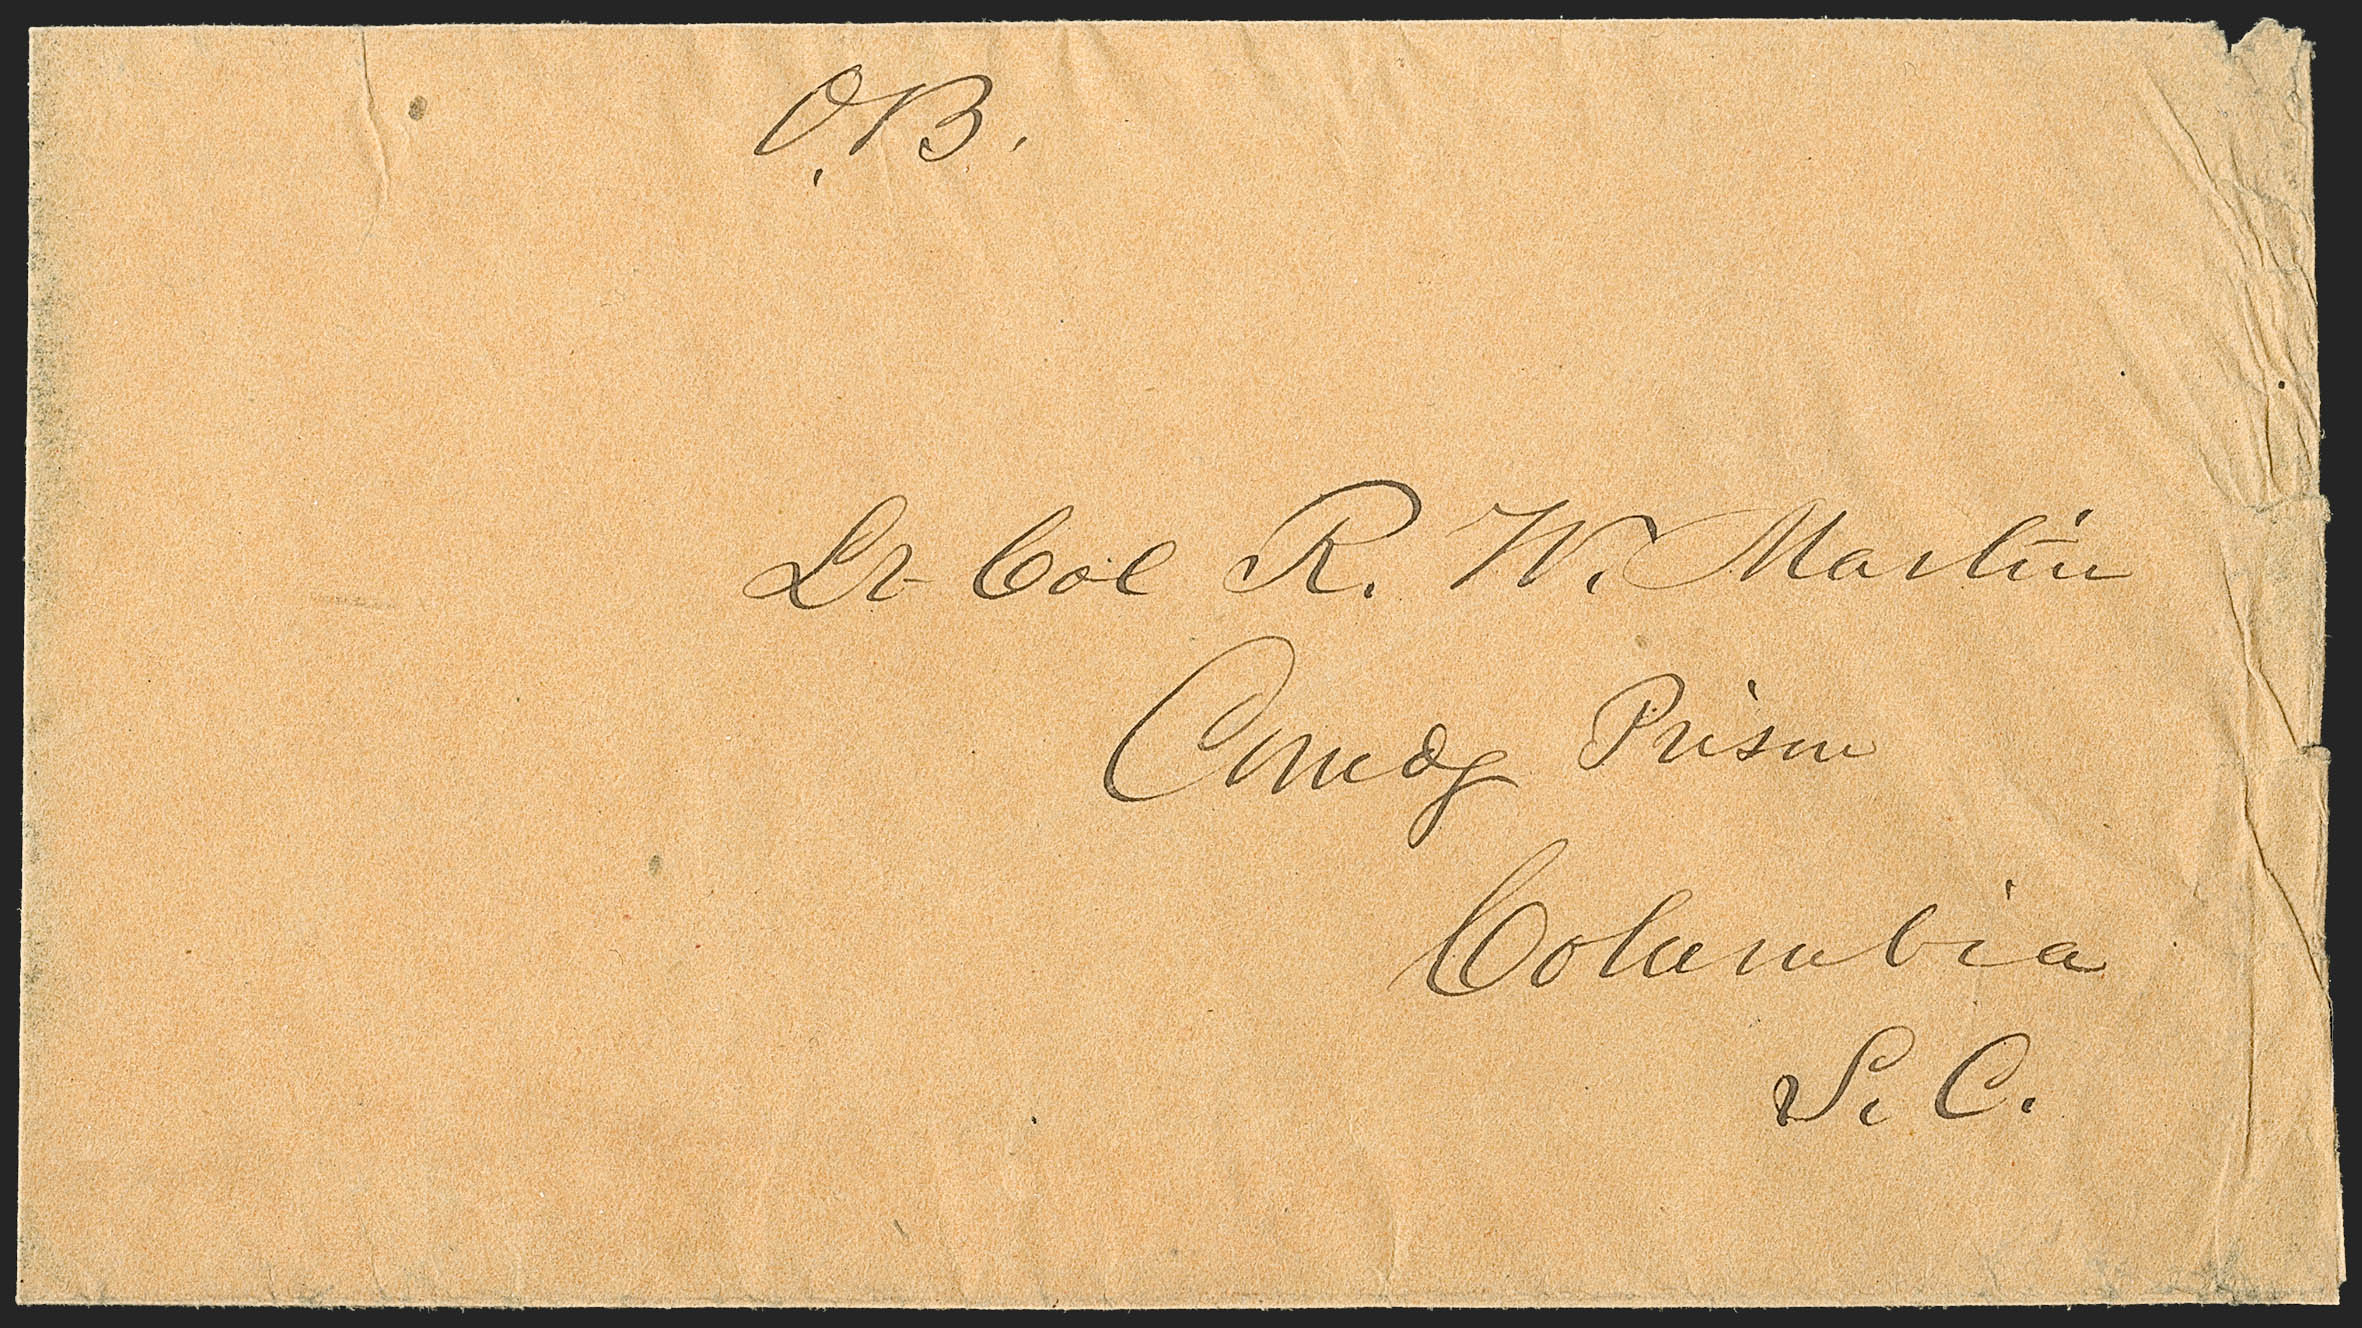 O.B.
Lt Col R. W. Martin
Comdg Prison
Columbia
S. C.